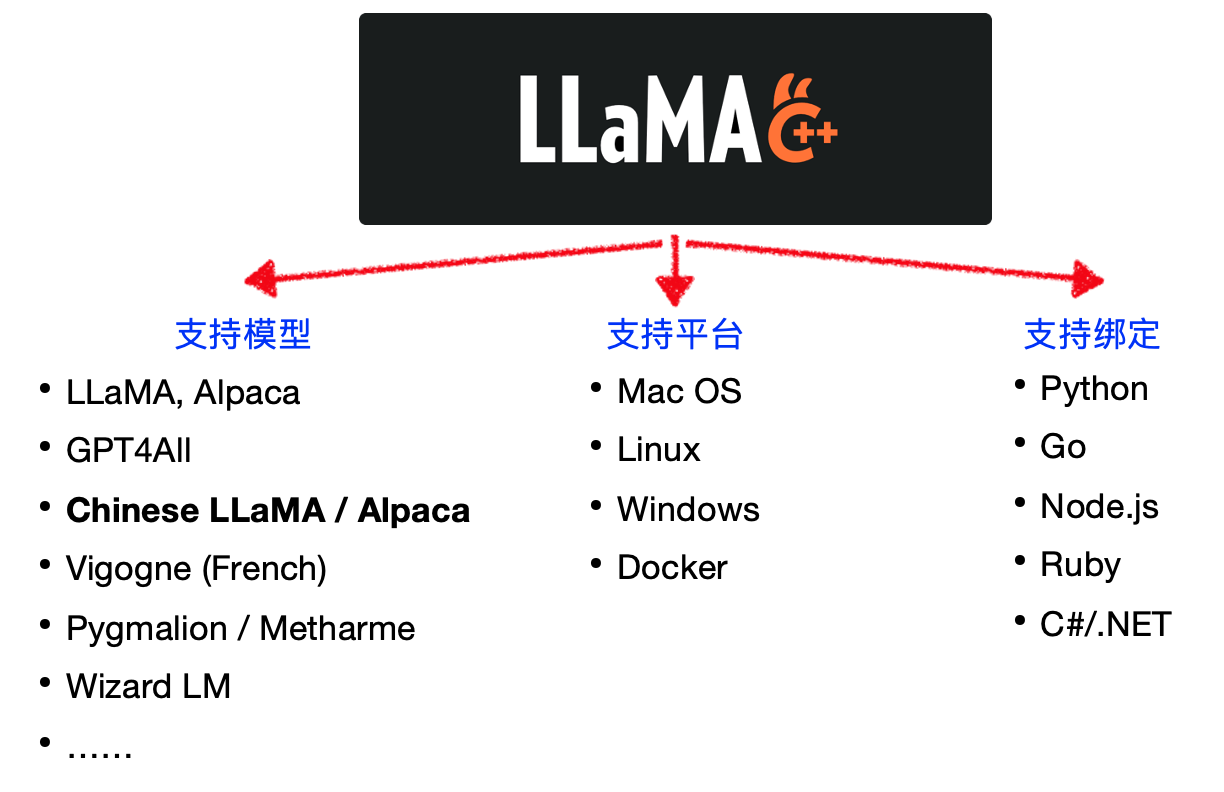 LLaMA C++
支持模型
• LLaMA, Alpaca
• GPT4All
• Chinese LLaMA / Alpaca
• Vigogne (French)
• Pygmalion / Metharme
• Wizard LM
• ……
支持平台
• Mac OS
• Linux
• Windows
• Docker
支持绑定
• Python
• Go
• Node.js
• Ruby
• C#/.NET